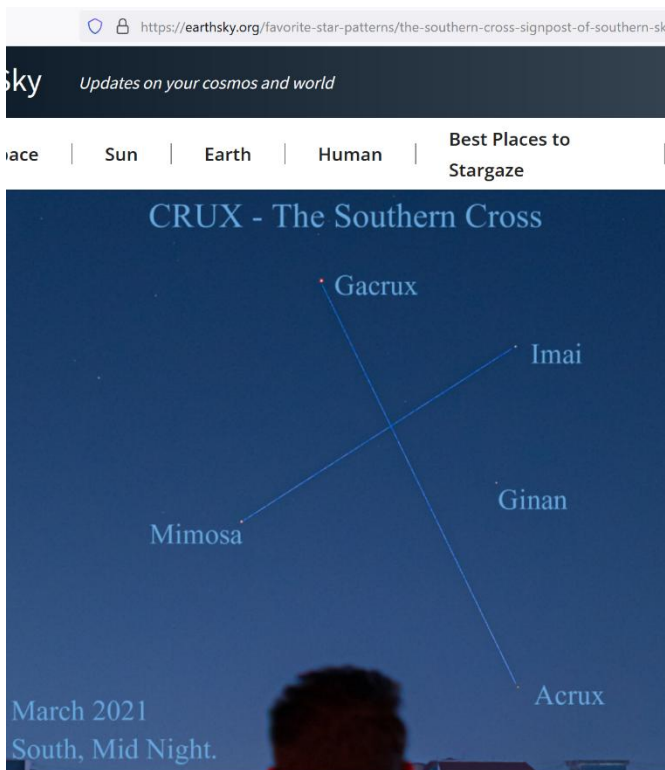 https://earthsky.org/favorite-star-patterns/the-southern-cross-signpost-of-southern-sk
Sky Updates on your cosmos and world
pace | Sun | Earth | Human | Best Places to Stargaze |
CRUX - The Southern Cross
Gacrux
Imai
Ginan
Mimosa
Acrux
March 2021
South, Mid Night.